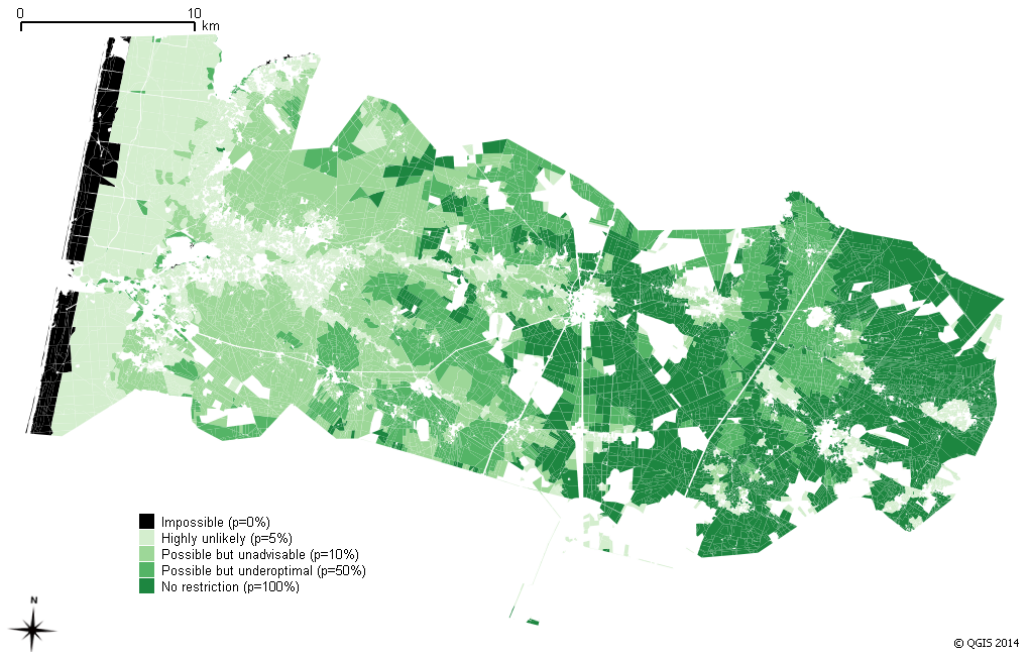 0 10
km
Impossible (p=0%)
Highly unlikely (p=5%)
Possible but unadvisable (p=10%)
Possible but underoptimal (p=50%)
No restriction (p=100%)
N
© QGIS 2014